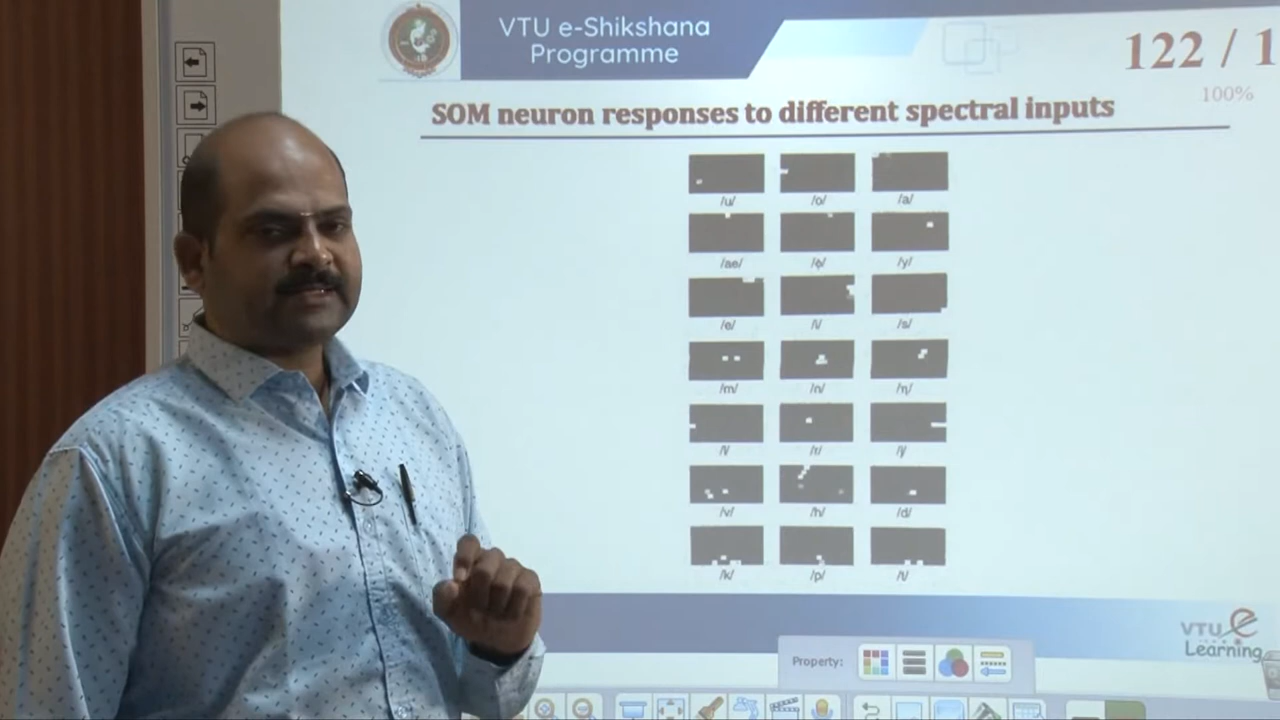 VTU e-Shikshana
Programme
122 / 1
100%
SOM neuron responses to different spectral inputs
/u/ /o/ /a/
/ae/ /ø/ /y/
/e/ /i/ /s/
/m/ /n/ /η/
/l/ /r/ /j/
/v/ /h/ /d/
/k/ /p/ /t/
VTU e
Learning
Property: